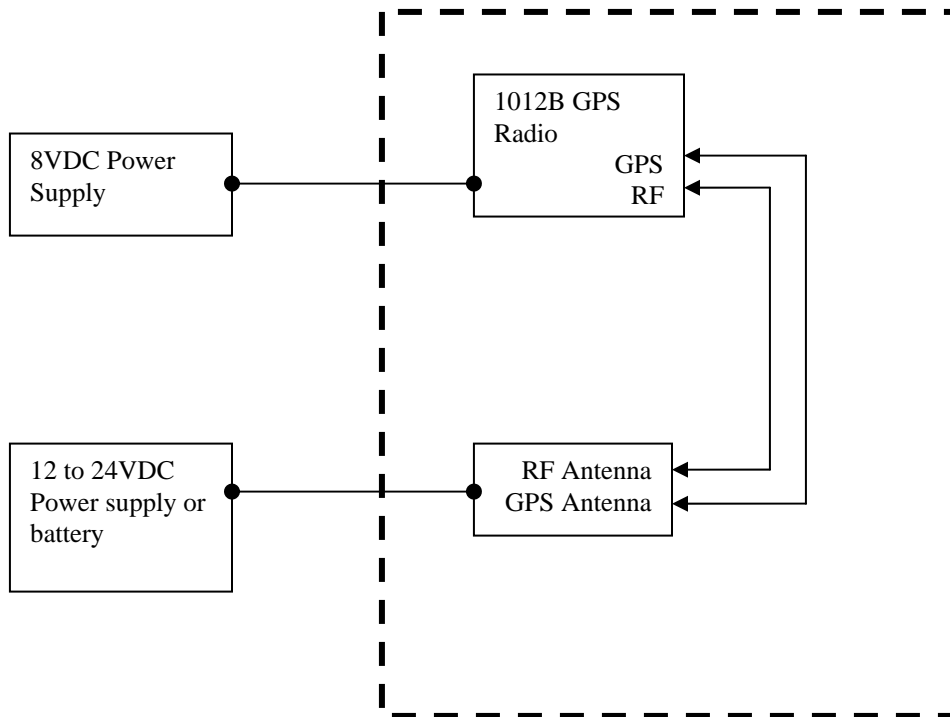 1012B GPS
Radio
GPS
RF
8VDC Power
Supply
12 to 24VDC
Power supply or
battery
RF Antenna
GPS Antenna